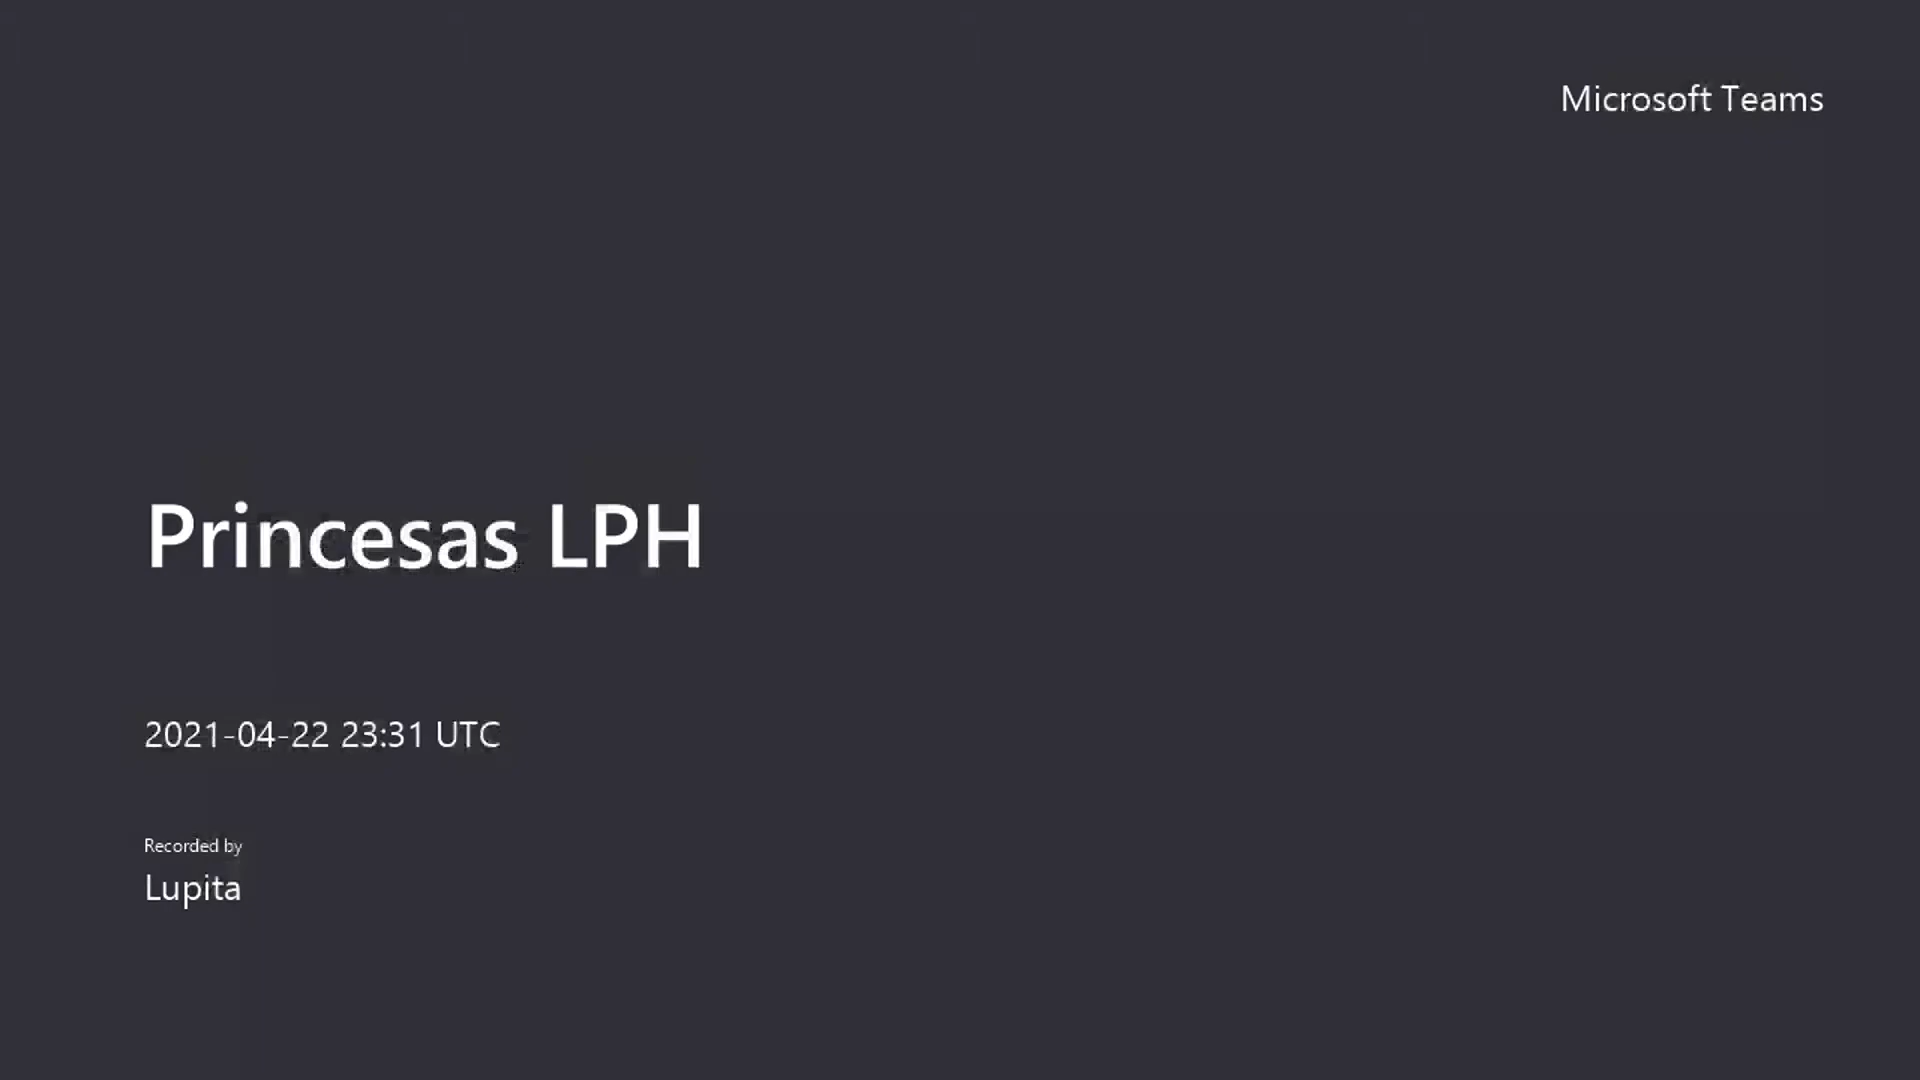 Microsoft Teams
Princesas LPH
2021-04-22 23:31 UTC
Recorded by
Lupita